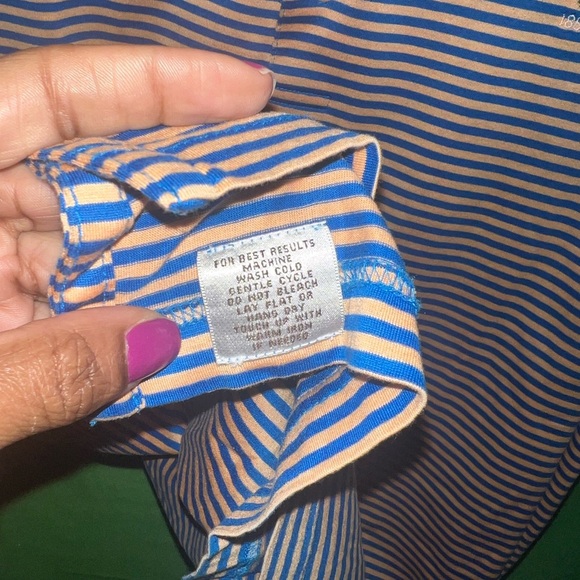 FOR BEST RESULTS
MACHINE
WASH COLD
GENTLE CYCLE
DO NOT BLEACH
LAY FLAT OR
HANG DRY
TOUCH UP WITH
WARM IRON
IF NEEDED